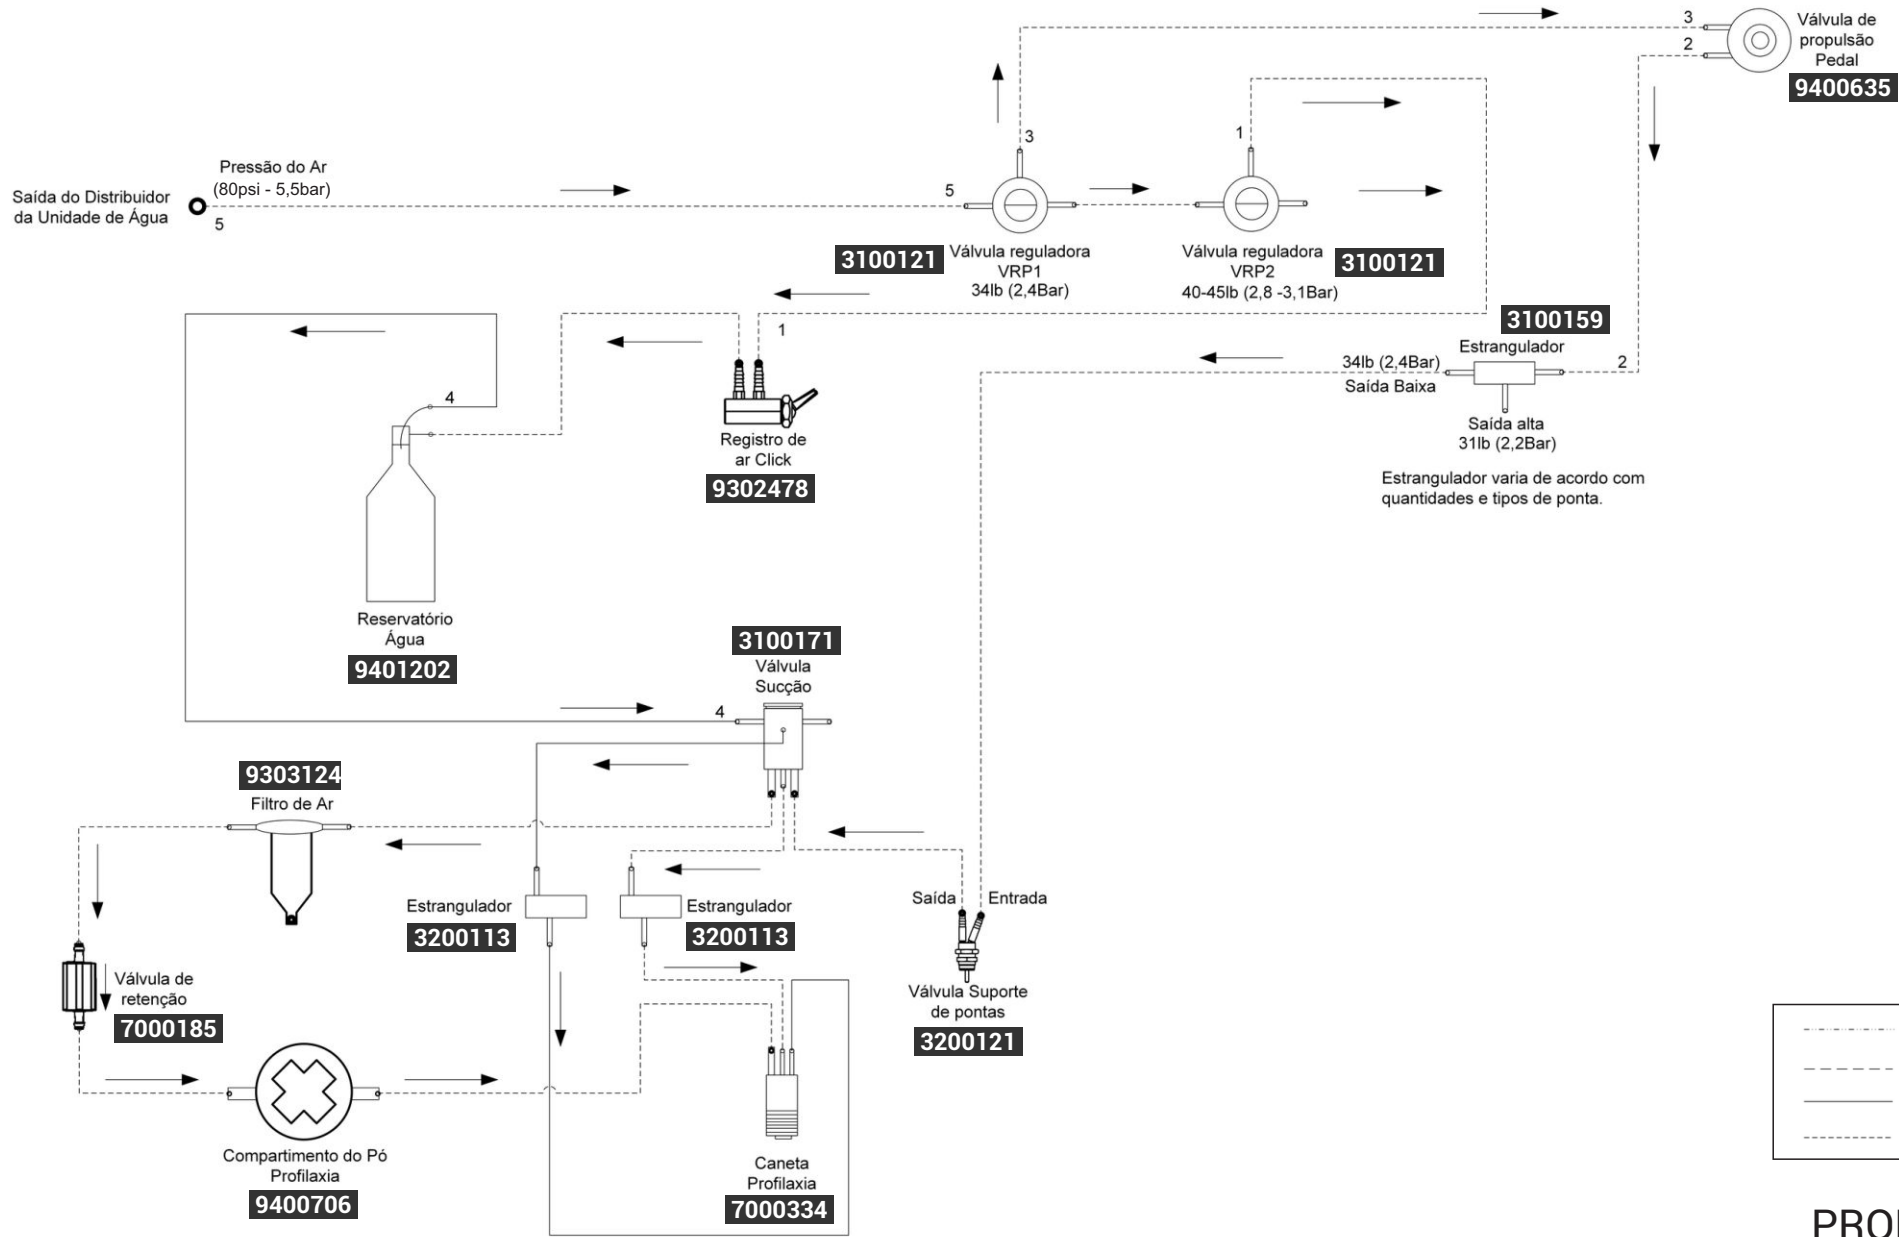 3
2
Válvula de
propulsão
Pedal
9400635
3
1
Pressão do Ar
(80psi - 5,5bar)
Saída do Distribuidor
da Unidade de Água
5
5
3100121
Válvula reguladora
VRP1
34lb (2,4Bar)
Válvula reguladora
VRP2
40-45lb (2,8 -3,1Bar)
3100121
1
3100159
Estrangulador
34lb (2,4Bar)
Saída Baixa
2
Saída alta
31lb (2,2Bar)
Estrangulador varia de acordo com
quantidades e tipos de ponta.
4
Registro de
ar Click
9302478
Reservatório
Água
9401202
3100171
Válvula
Sucção
4
9303124
Filtro de Ar
Estrangulador
3200113
Estrangulador
3200113
Saída
Entrada
Válvula Suporte
de pontas
3200121
Válvula de
retenção
7000185
Compartimento do Pó
Profilaxia
9400706
Caneta
Profilaxia
7000334